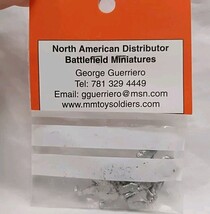 North American Distributor
Battlefield Miniatures
George Guerriero
Tel: 781 329 4449
Email: gguerriero@msn.com
www.mmtoysoldiers.com